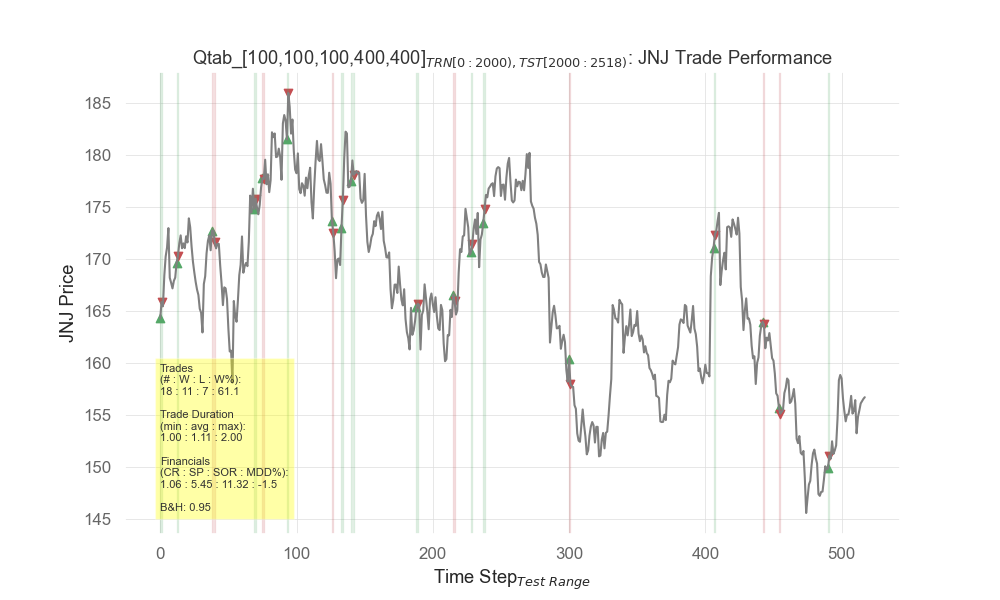 Qtab_[100,100,100,400,400]TRN[0:2000),TST[2000:2518): JNJ Trade Performance
JNJ Price
185
180
175
170
165
160
155
150
145
Trades
(# : W : L : W%):
18 : 11 : 7 : 61.1
Trade Duration
(min : avg : max):
1.00 : 1.11 : 2.00
Financials
(CR : SP : SOR : MDD%):
1.06 : 5.45 : 11.32 : -1.5
B&H: 0.95
0 100 200 300 400 500
Time Step Test Range